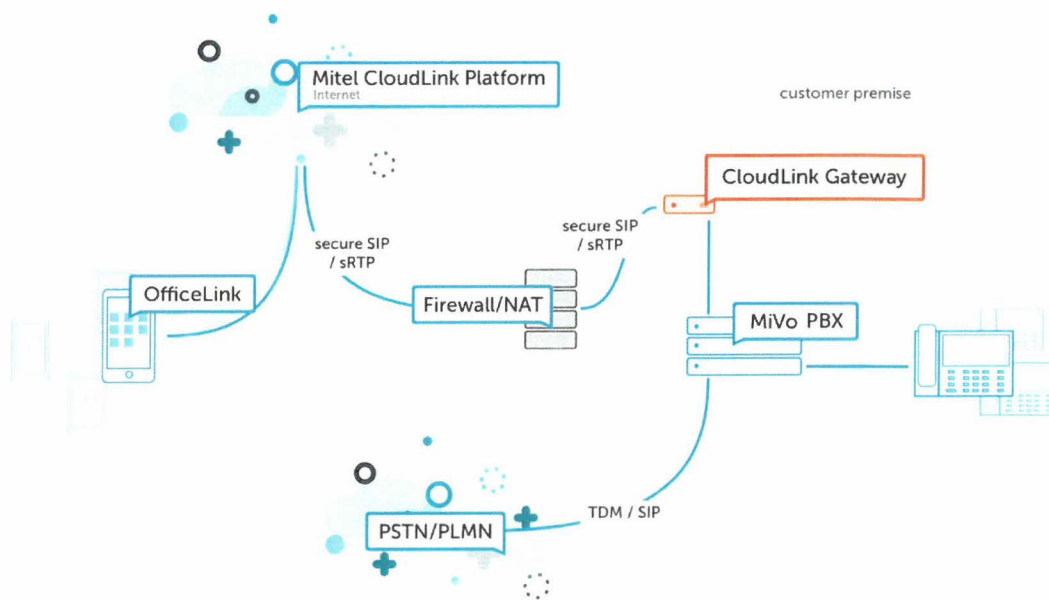 Mitel CloudLink Platform
Internet
customer premise
CloudLink Gateway
secure SIP
/ sRTP
secure SIP
/ sRTP
OfficeLink
Firewall/NAT
MiVo PBX
TDM / SIP
PSTN/PLMN